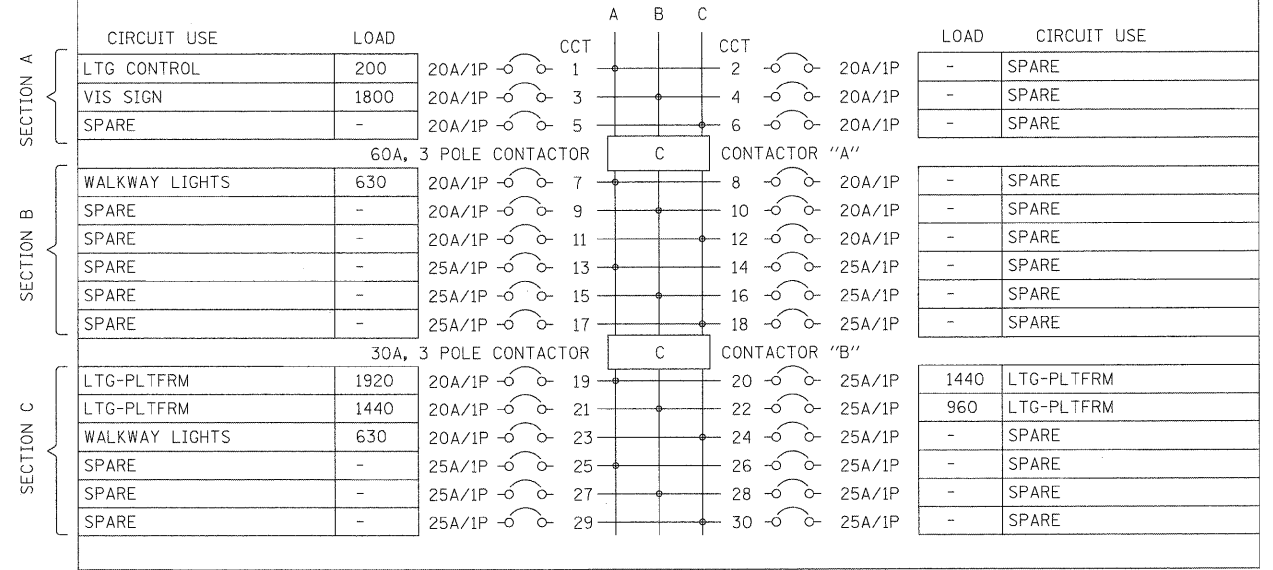 A B C
CIRCUIT USE LOAD CCT CCT LOAD CIRCUIT USE
SECTION A
LTG CONTROL 200 20A/1P 1 2 20A/1P - SPARE
VIS SIGN 1800 20A/1P 3 4 20A/1P - SPARE
SPARE - 20A/1P 5 6 20A/1P - SPARE
60A, 3 POLE CONTACTOR C CONTACTOR "A"
SECTION B
WALKWAY LIGHTS 630 20A/1P 7 8 20A/1P - SPARE
SPARE - 20A/1P 9 10 20A/1P - SPARE
SPARE - 20A/1P 11 12 20A/1P - SPARE
SPARE - 25A/1P 13 14 25A/1P - SPARE
SPARE - 25A/1P 15 16 25A/1P - SPARE
SPARE - 25A/1P 17 18 25A/1P - SPARE
30A, 3 POLE CONTACTOR C CONTACTOR "B"
SECTION C
LTG-PLTFRM 1920 20A/1P 19 20 25A/1P 1440 LTG-PLTFRM
LTG-PLTFRM 1440 20A/1P 21 22 25A/1P 960 LTG-PLTFRM
WALKWAY LIGHTS 630 20A/1P 23 24 25A/1P - SPARE
SPARE - 25A/1P 25 26 25A/1P - SPARE
SPARE - 25A/1P 27 28 25A/1P - SPARE
SPARE - 25A/1P 29 30 25A/1P - SPARE